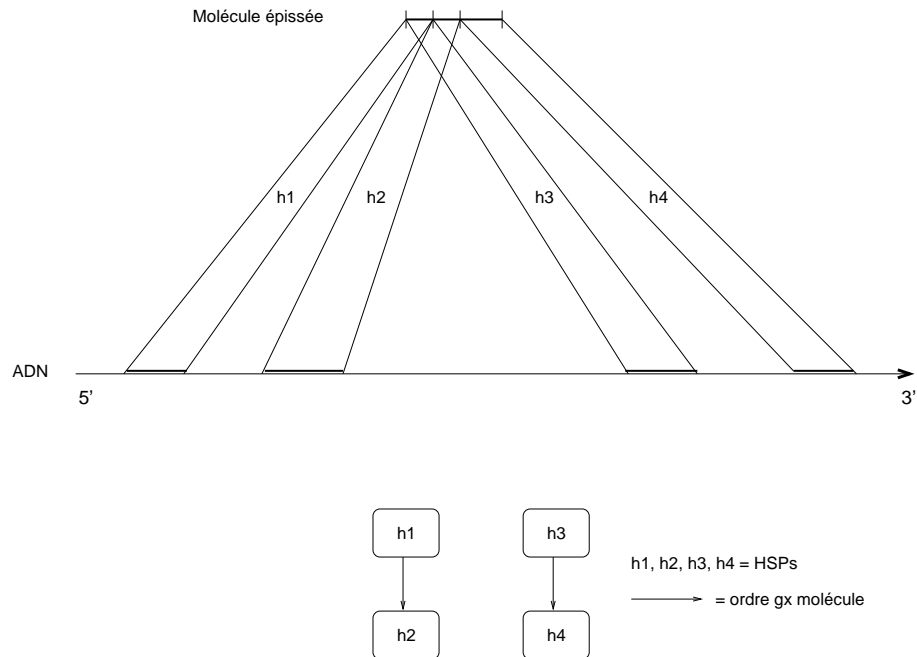 Molécule épissée
h1
h2
h3
h4
ADN
5'
3'
h1
h3
h1, h2, h3, h4 = HSPs
= ordre gx molécule
h2
h4